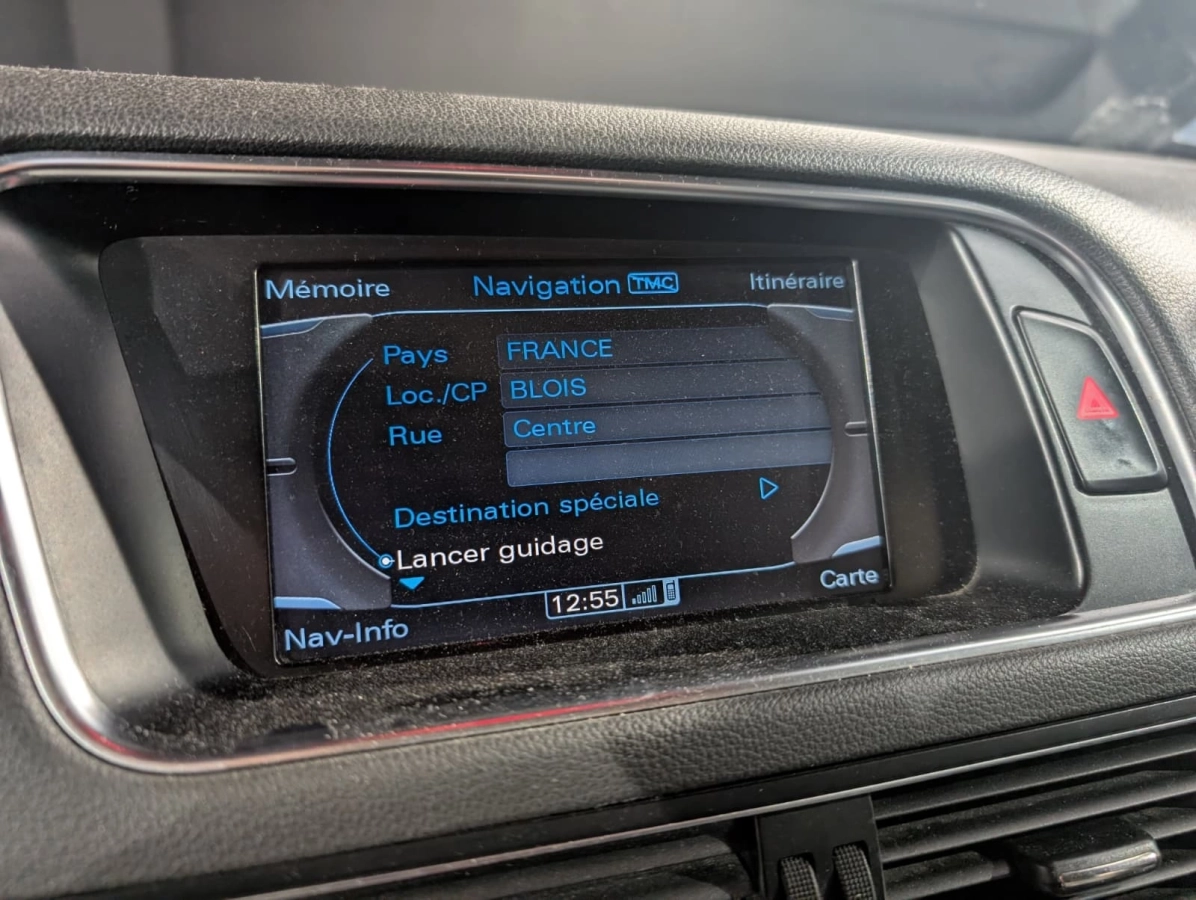 Mémoire Navigation TMC Itinéraire
Pays FRANCE
Loc./CP BLOIS
Rue Centre
Destination spéciale
Lancer guidage
12:55 Carte
Nav-Info